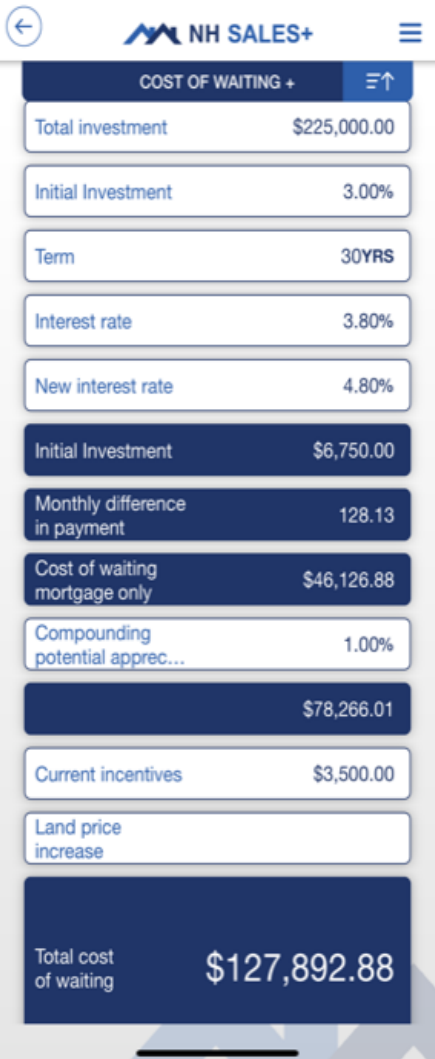 NH SALES+
COST OF WAITING +
Total investment $225,000.00
Initial Investment 3.00%
Term 30YRS
Interest rate 3.80%
New interest rate 4.80%
Initial Investment $6,750.00
Monthly difference
in payment 128.13
Cost of waiting
mortgage only $46,126.88
Compounding
potential apprec... 1.00%
$78,266.01
Current incentives $3,500.00
Land price
increase
Total cost
of waiting $127,892.88